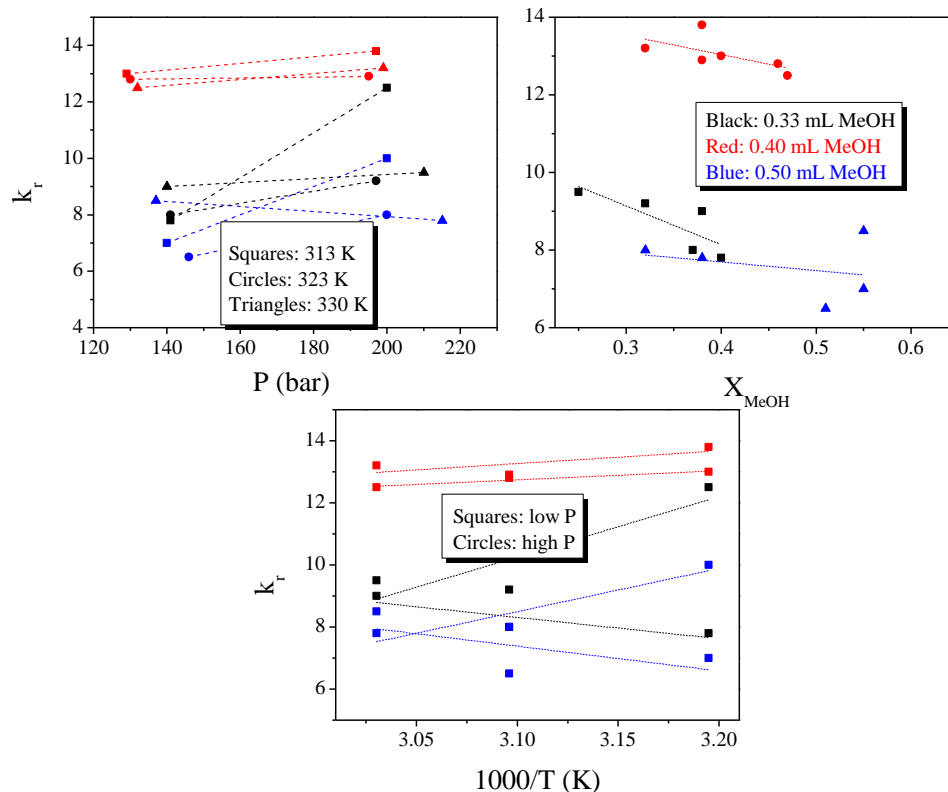 14
12
10
8
6
4
k_r
120
140
160
180
200
220
P (bar)
Squares: 313 K
Circles: 323 K
Triangles: 330 K
14
12
10
8
6
0.3
0.4
0.5
0.6
X_MeOH
Black: 0.33 mL MeOH
Red: 0.40 mL MeOH
Blue: 0.50 mL MeOH
14
12
10
8
6
k_r
3.05
3.10
3.15
3.20
1000/T (K)
Squares: low P
Circles: high P